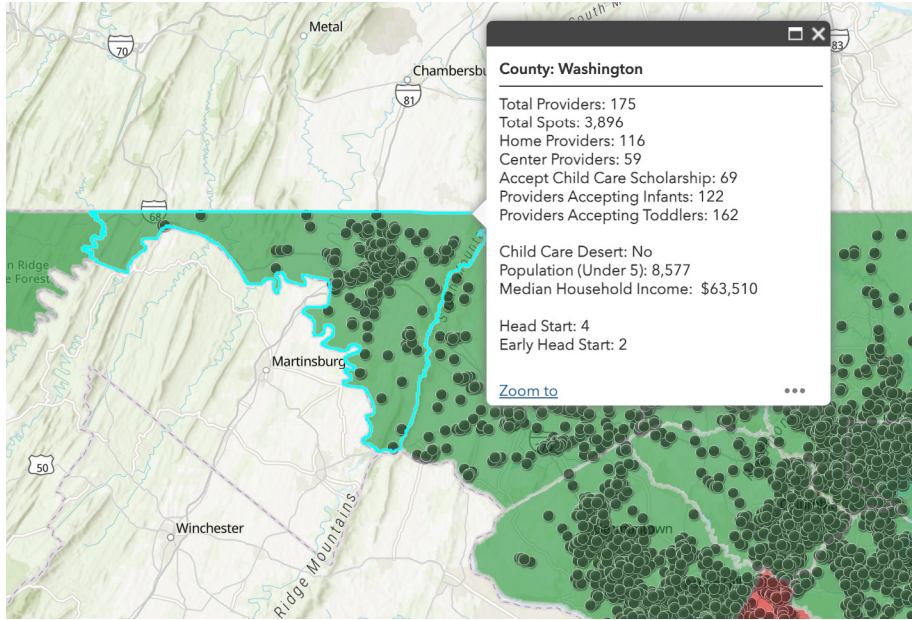 Metal
70
Chambersbu
81
83
County: Washington
Total Providers: 175
Total Spots: 3,896
Home Providers: 116
Center Providers: 59
Accept Child Care Scholarship: 69
Providers Accepting Infants: 122
Providers Accepting Toddlers: 162
Child Care Desert: No
Population (Under 5): 8,577
Median Household Income:  $63,510
Head Start: 4
Early Head Start: 2
Zoom to
68
n Ridge
e Forest
Martinsburg
50
Winchester
Ridge Mountains